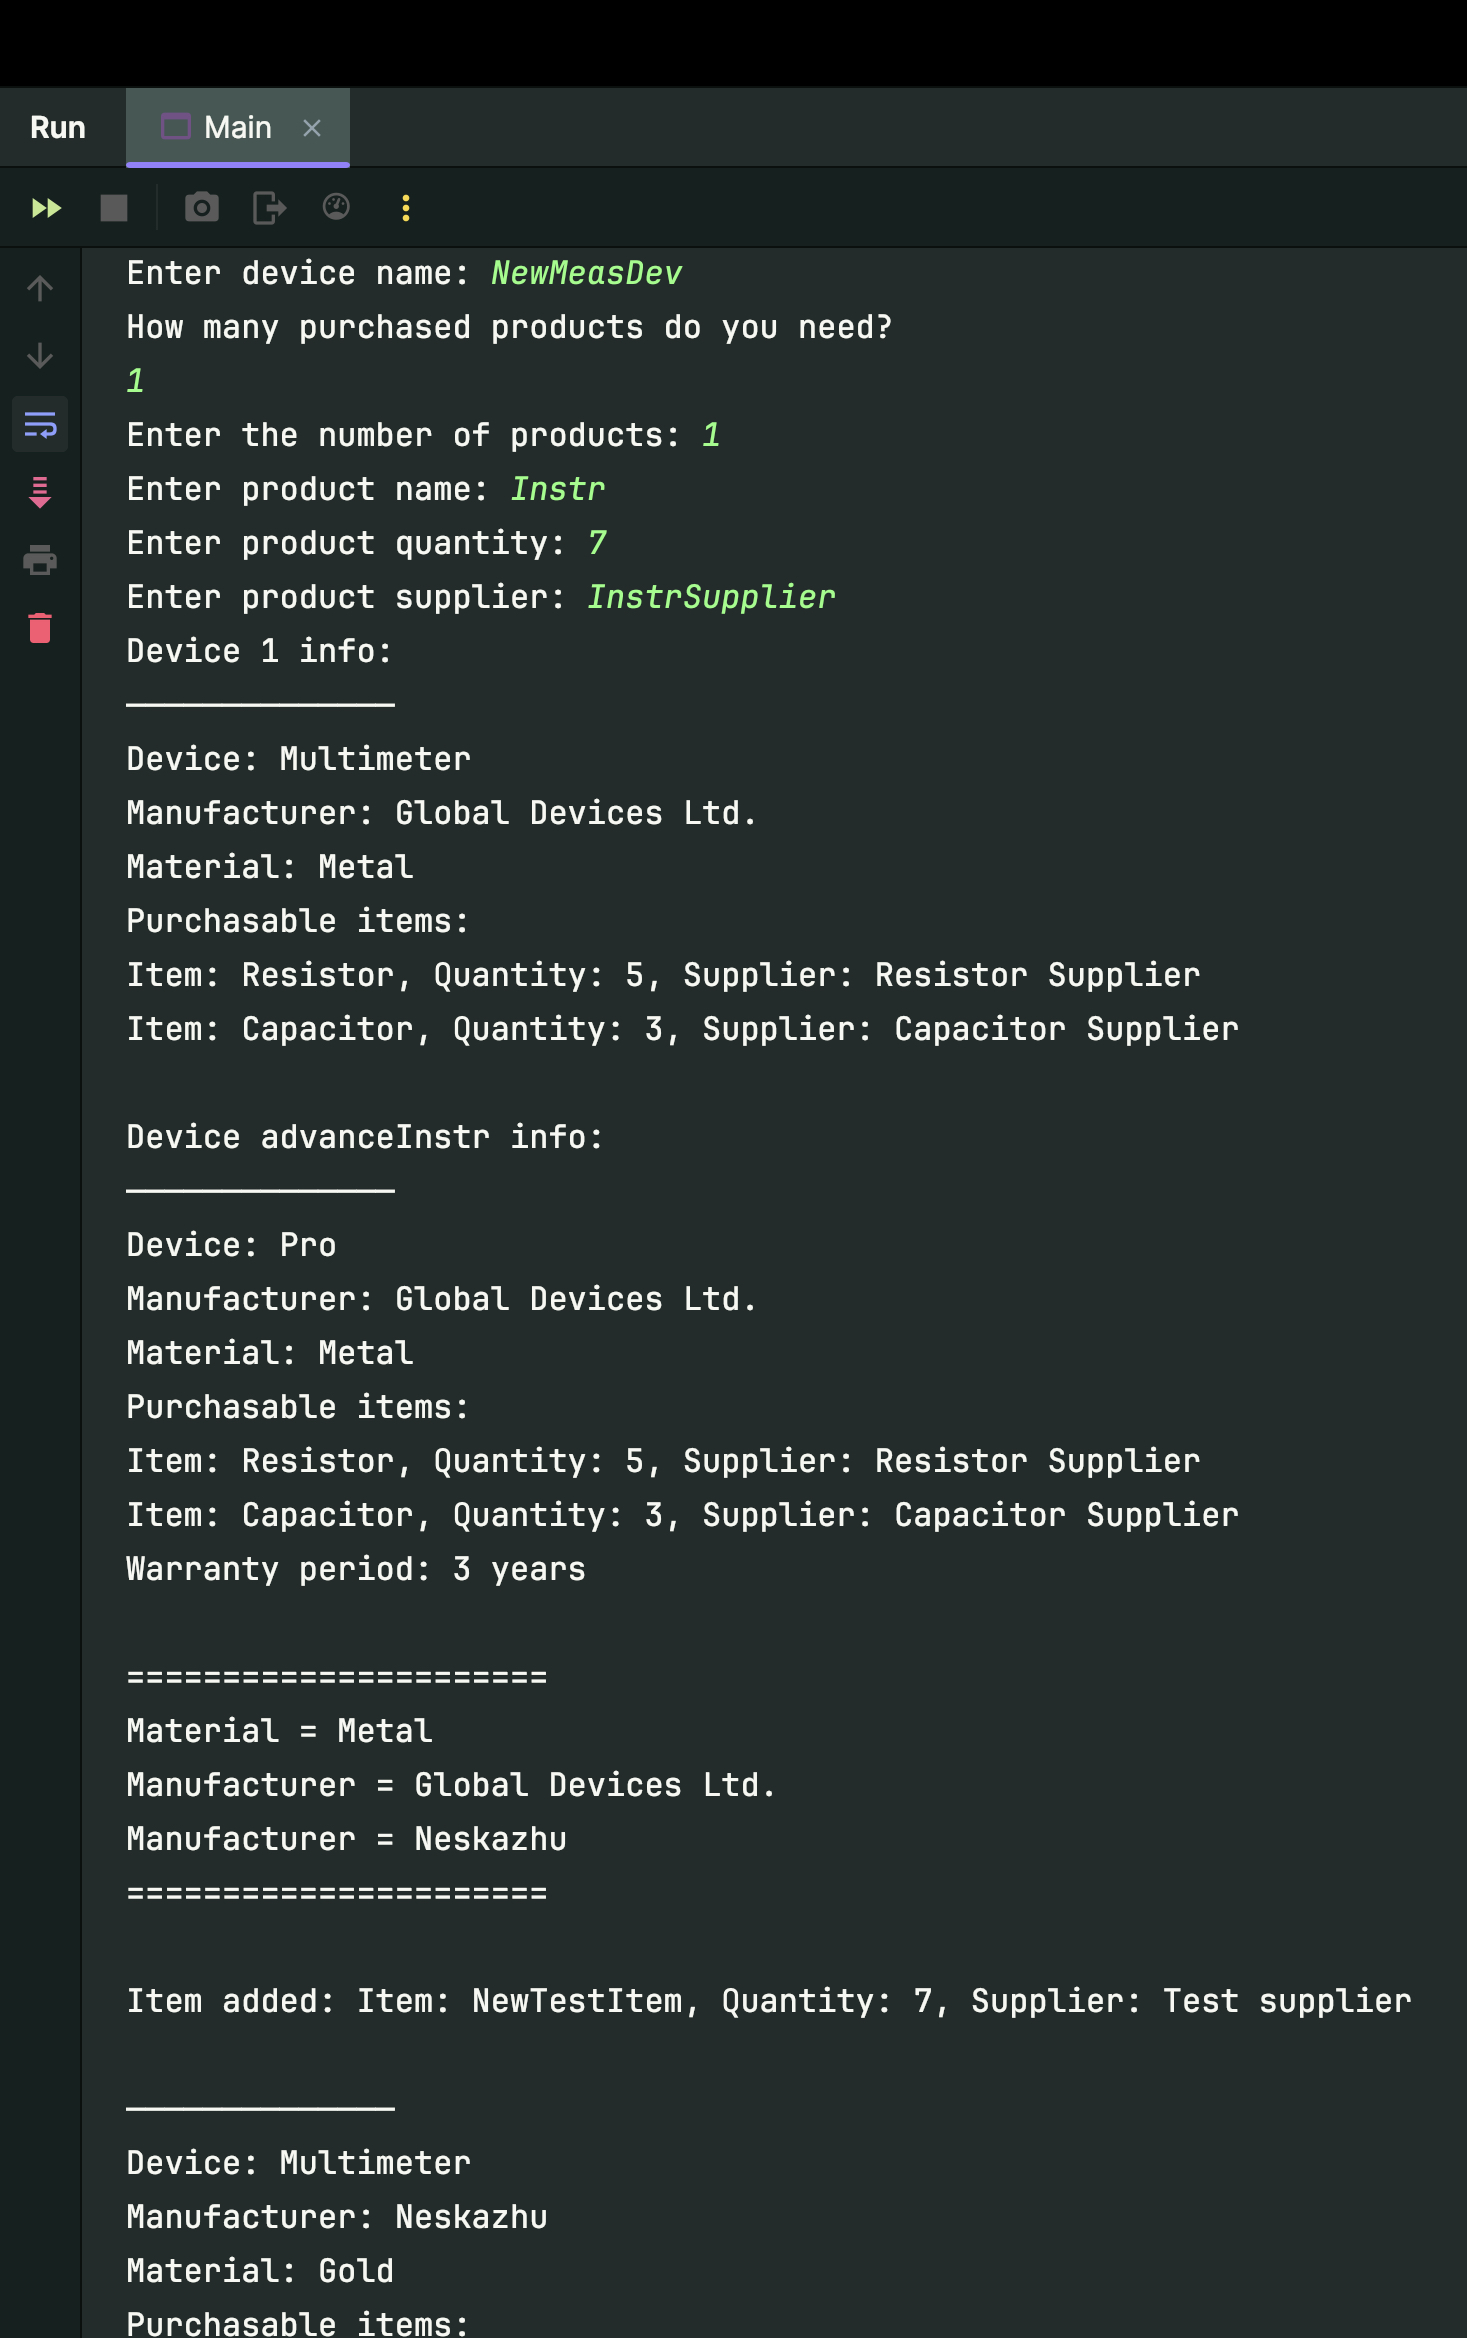 Run
Main
Enter device name: NewMeasDev
How many purchased products do you need?
1
Enter the number of products: 1
Enter product name: Instr
Enter product quantity: 7
Enter product supplier: InstrSupplier
Device 1 info:
______________
Device: Multimeter
Manufacturer: Global Devices Ltd.
Material: Metal
Purchasable items:
Item: Resistor, Quantity: 5, Supplier: Resistor Supplier
Item: Capacitor, Quantity: 3, Supplier: Capacitor Supplier
Device advanceInstr info:
______________
Device: Pro
Manufacturer: Global Devices Ltd.
Material: Metal
Purchasable items:
Item: Resistor, Quantity: 5, Supplier: Resistor Supplier
Item: Capacitor, Quantity: 3, Supplier: Capacitor Supplier
Warranty period: 3 years
======================
Material = Metal
Manufacturer = Global Devices Ltd.
Manufacturer = Neskazhu
======================
Item added: Item: NewTestItem, Quantity: 7, Supplier: Test supplier
______________
Device: Multimeter
Manufacturer: Neskazhu
Material: Gold
Purchasable items: